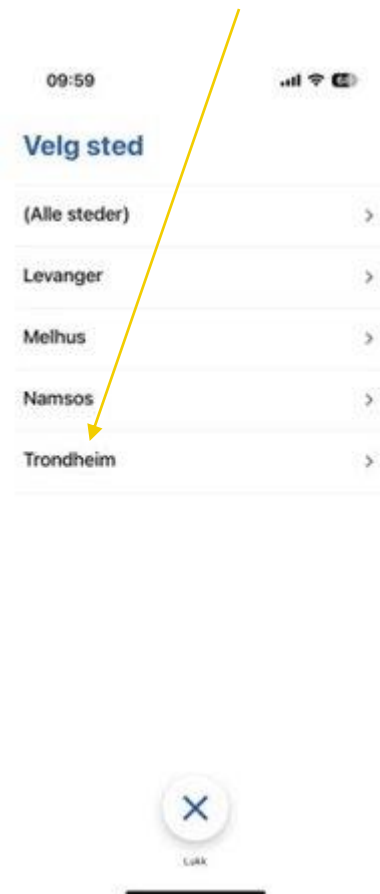 09:59
Velg sted
(Alle steder)
Levanger
Melhus
Namsos
Trondheim
Lukk